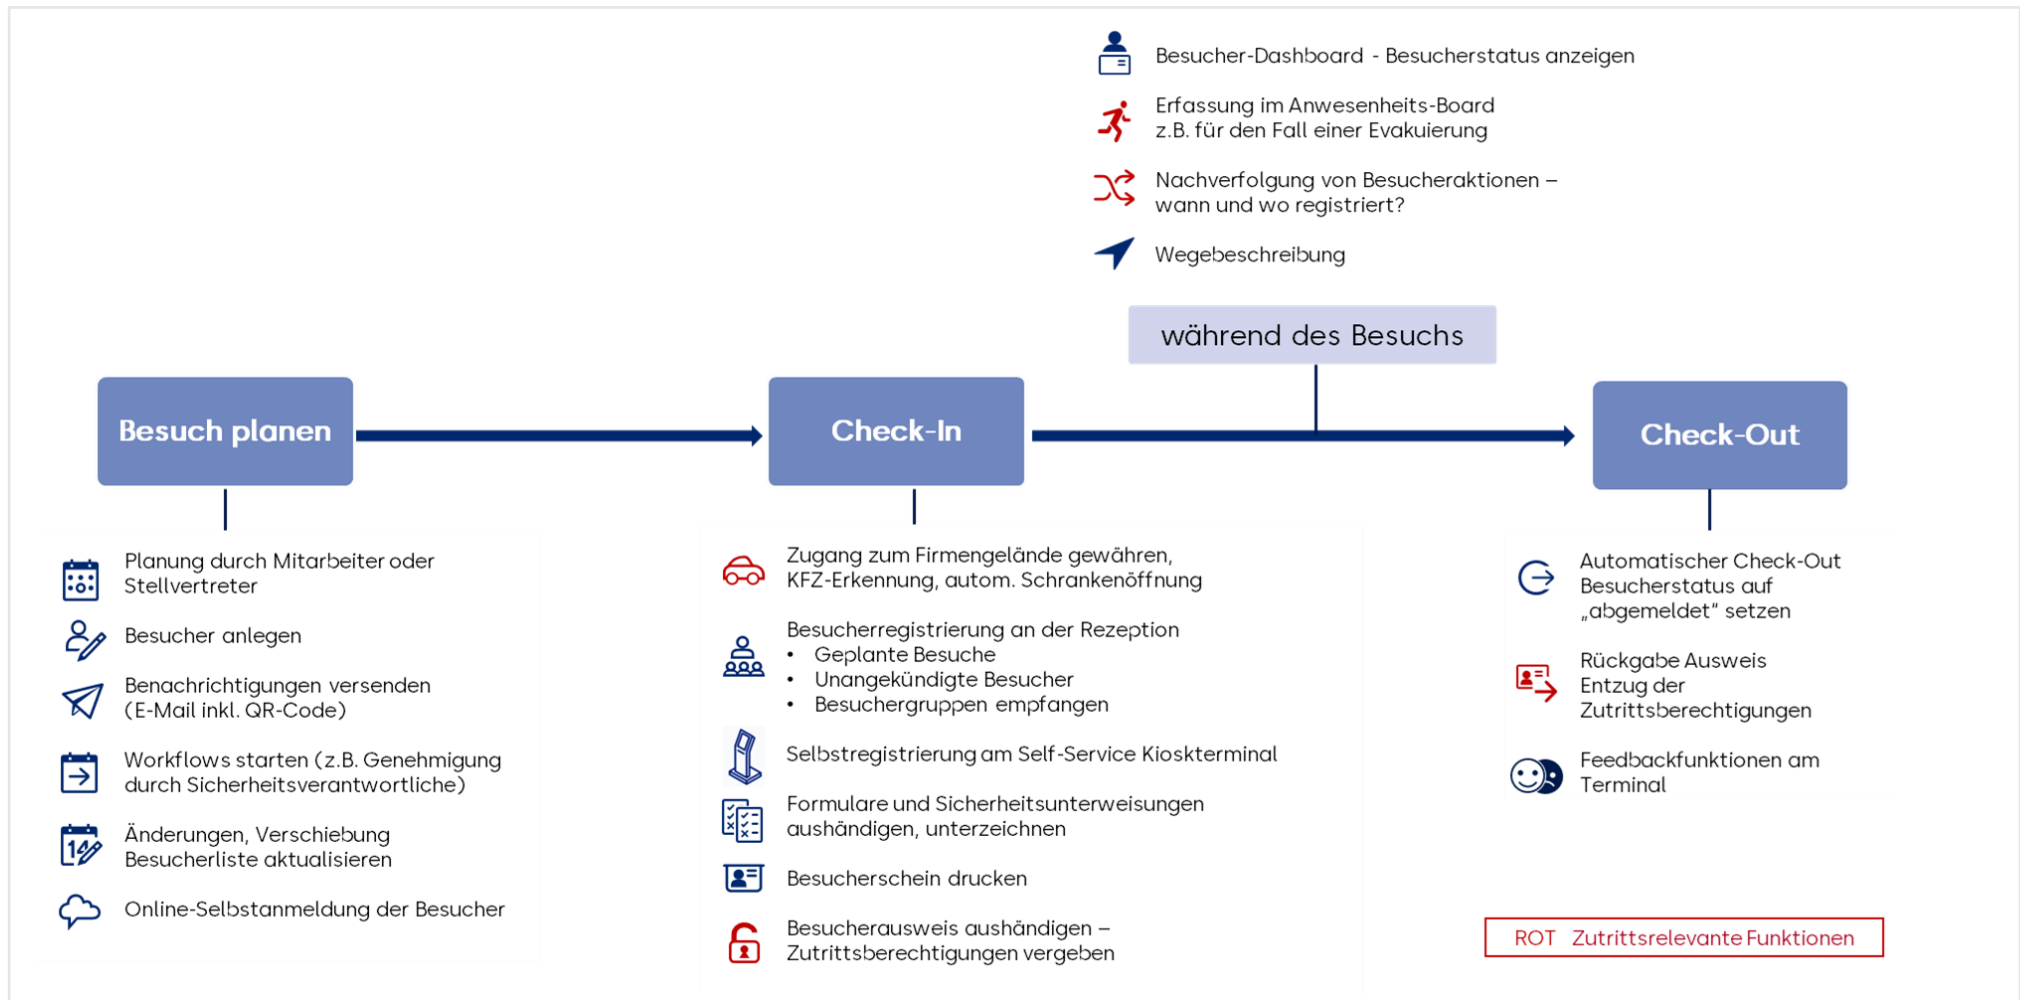 Besucher-Dashboard - Besucherstatus anzeigen
Erfassung im Anwesenheits-Board
z.B. für den Fall einer Evakuierung
Nachverfolgung von Besucheraktionen –
wann und wo registriert?
Wegebeschreibung
während des Besuchs
Besuch planen
Check-In
Check-Out
Planung durch Mitarbeiter oder
Stellvertreter
Besucher anlegen
Benachrichtigungen versenden
(E-Mail inkl. QR-Code)
Workflows starten (z.B. Genehmigung
durch Sicherheitsverantwortliche)
14
Änderungen, Verschiebung
Besucherliste aktualisieren
Online-Selbstanmeldung der Besucher
Zugang zum Firmengelände gewähren,
KFZ-Erkennung, autom. Schrankenöffnung
Besucherregistrierung an der Rezeption
• Geplante Besuche
• Unangekündigte Besucher
• Besuchergruppen empfangen
Selbstregistrierung am Self-Service Kioskterminal
Formulare und Sicherheitsunterweisungen
aushändigen, unterzeichnen
Besucherschein drucken
Besucherausweis aushändigen –
Zutrittsberechtigungen vergeben
Automatischer Check-Out
Besucherstatus auf
„abgemeldet“ setzen
Rückgabe Ausweis
Entzug der
Zutrittsberechtigungen
Feedbackfunktionen am
Terminal
ROT Zutrittsrelevante Funktionen